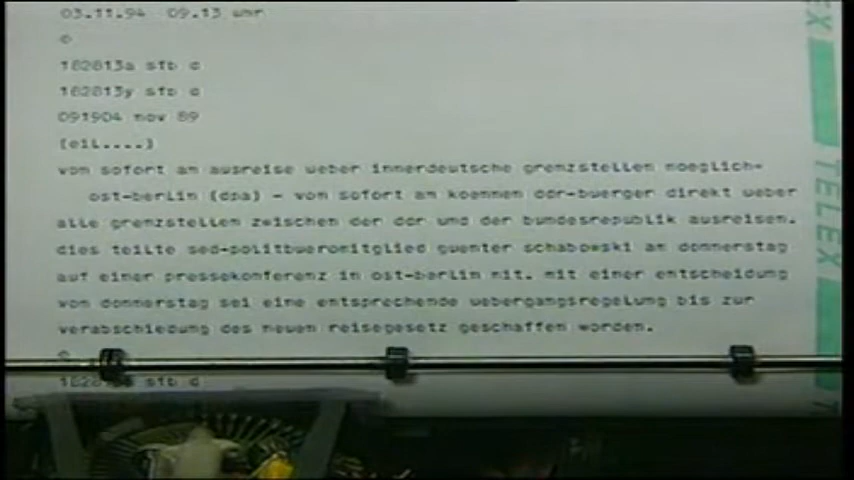 03.11.94 09.13 uhr
182813a sfb d
182813y sfb d
091904 nov 89
(eil....)
von sofort an ausreise ueber innerdeutsche grenzstellen moeglich=
ost-berlin (dpa) - von sofort an koennen ddr-buerger direkt ueber
alle grenzstellen zwischen der ddr und der bundesrepublik ausreisen.
dies teilte sed-politbueromitglied guenter schabowski am donnerstag
auf einer pressekonferenz in ost-berlin mit. mit einer entscheidung
vom donnerstag sei eine entsprechende uebergangsregelung bis zur
verabschiedung des neuen reisegesetz geschaffen worden.
sfb d
EX
TELEX
T